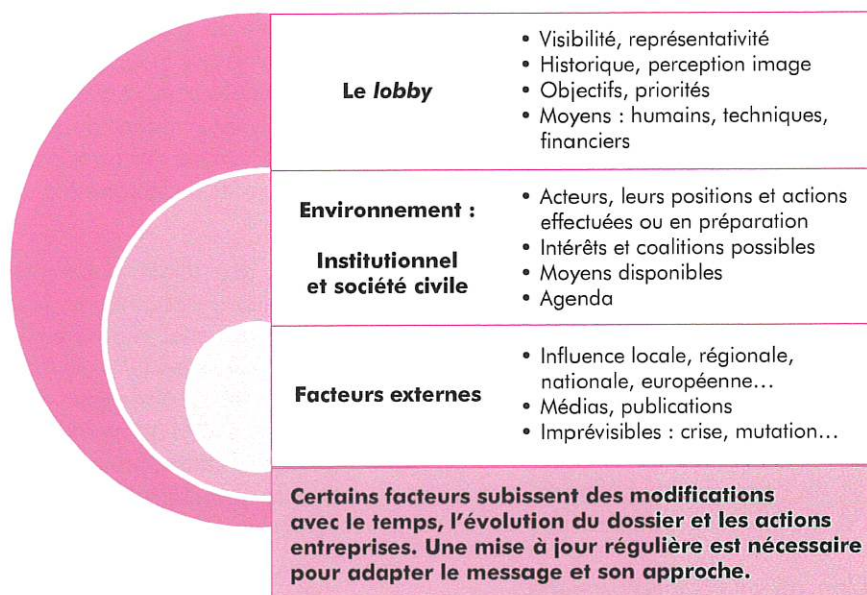 Le lobby
• Visibilité, représentativité
• Historique, perception image
• Objectifs, priorités
• Moyens : humains, techniques,
financiers
Environnement :
Institutionnel
et société civile
• Acteurs, leurs positions et actions
effectuées ou en préparation
• Intérêts et coalitions possibles
• Moyens disponibles
• Agenda
Facteurs externes
• Influence locale, régionale,
nationale, européenne…
• Médias, publications
• Imprévisibles : crise, mutation…
Certains facteurs subissent des modifications
avec le temps, l’évolution du dossier et les actions
entreprises. Une mise à jour régulière est nécessaire
pour adapter le message et son approche.